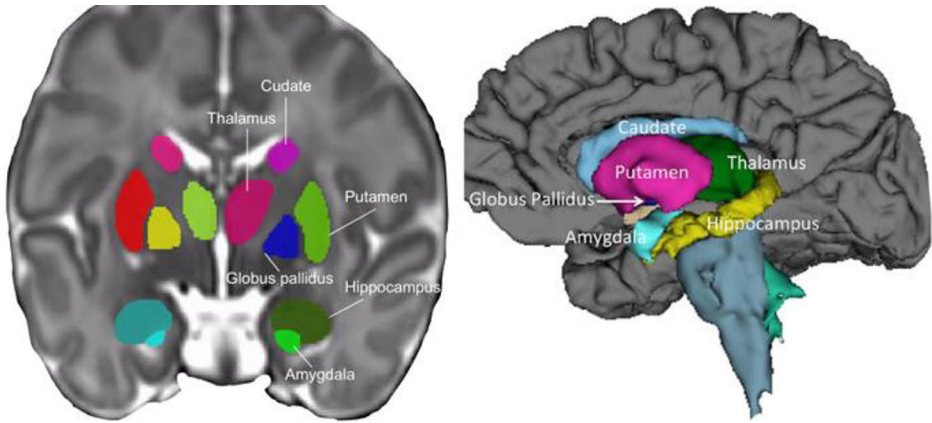 Cudate
Thalamus
Putamen
Globus pallidus
Hippocampus
Amygdala
Caudate
Putamen
Thalamus
Globus Pallidus
Hippocampus
Amygdala